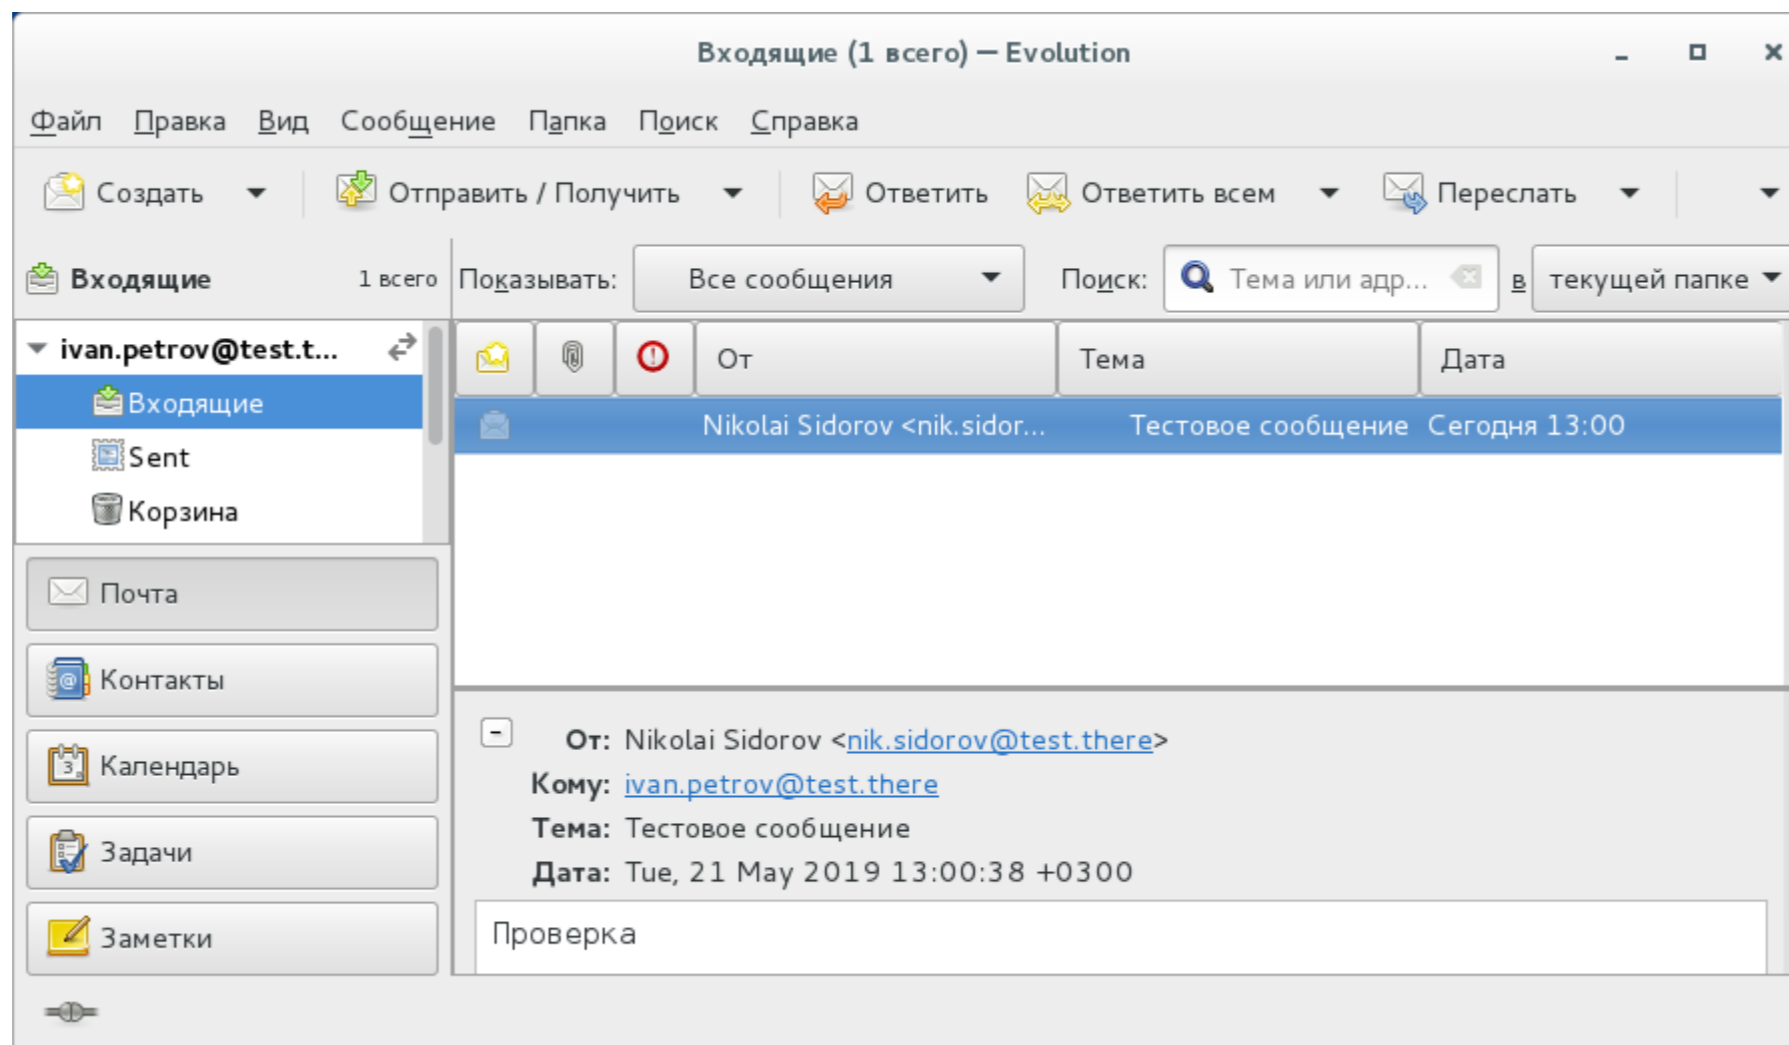 Входящие (1 всего) — Evolution
Файл Правка Вид Сообщение Папка Поиск Справка
Создать Отправить / Получить Ответить Ответить всем Переслать
Входящие 1 всего Показывать: Все сообщения Поиск: Тема или адр... в текущей папке
ivan.petrov@test.t... От Тема Дата
Входящие Nikolai Sidorov <nik.sidor... Тестовое сообщение Сегодня 13:00
Sent
Корзина
Почта
Контакты
Календарь
Задачи
Заметки
От: Nikolai Sidorov <nik.sidorov@test.there>
Кому: ivan.petrov@test.there
Тема: Тестовое сообщение
Дата: Tue, 21 May 2019 13:00:38 +0300
Проверка